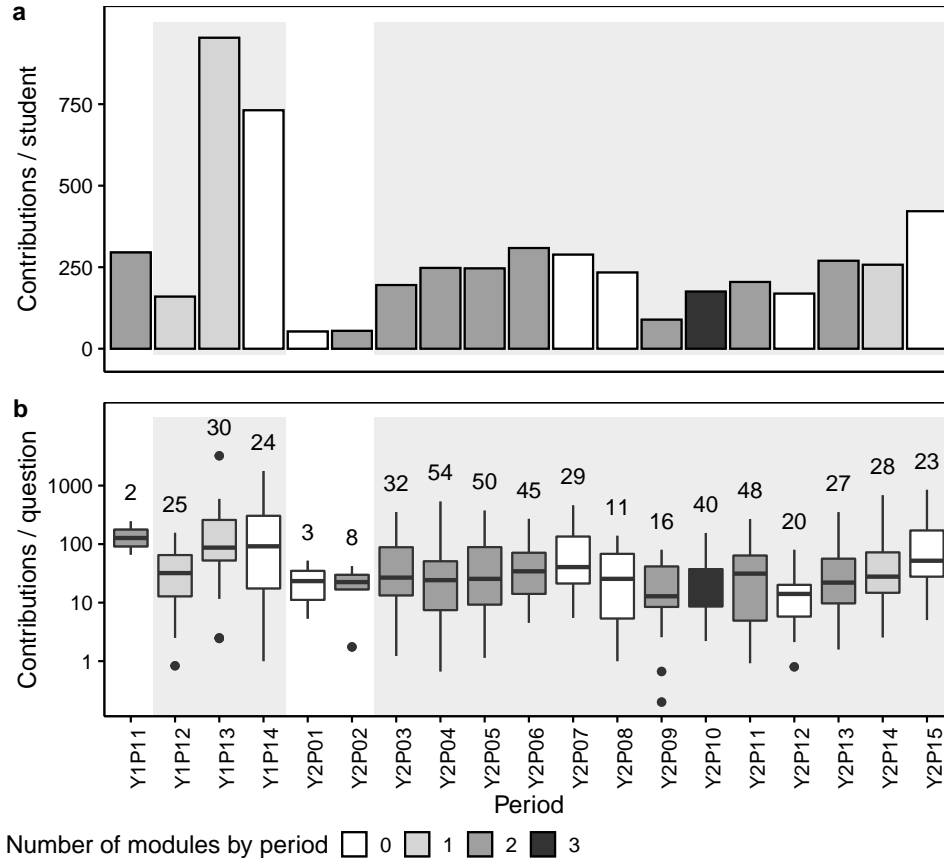 a
Contributions / student
750
500
250
0
b
Contributions / question
1000
100
10
1
2
25
30
24
3
8
32
54
50
45
29
11
16
40
48
20
27
28
23
Y1P11
Y1P12
Y1P13
Y1P14
Y2P01
Y2P02
Y2P03
Y2P04
Y2P05
Y2P06
Y2P07
Y2P08
Y2P09
Y2P10
Y2P11
Y2P12
Y2P13
Y2P14
Y2P15
Period
Number of modules by period 0 1 2 3